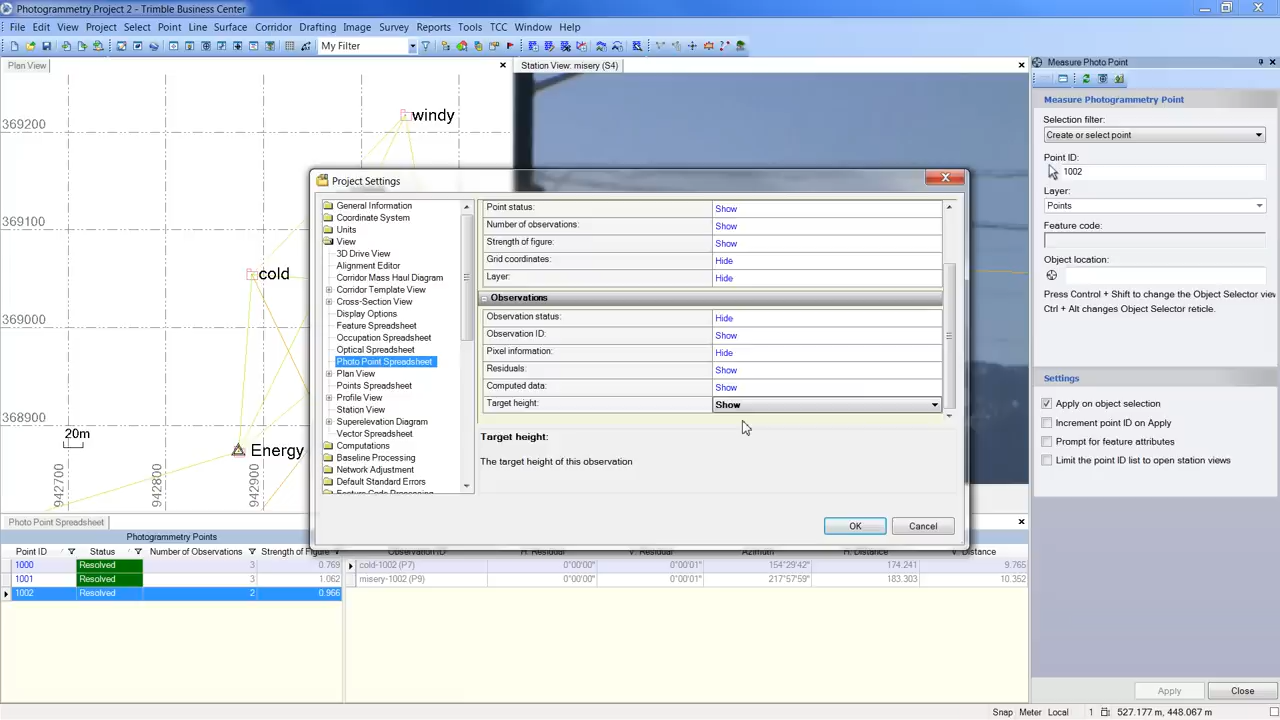 Photogrammetry Project 2 - Trimble Business Center
File Edit View Project Select Point Line Surface Corridor Drafting Image Survey Reports Tools TCC Window Help
My Filter
Plan View
Station View: misery (S4)
Measure Photo Point
369200
369100
369000
368900
942700
942800
942900
20m
windy
cold
Energy
Project Settings
General Information
Coordinate System
Units
View
3D Drive View
Alignment Editor
Corridor Mass Haul Diagram
Corridor Template View
Cross-Section View
Display Options
Feature Spreadsheet
Occupation Spreadsheet
Optical Spreadsheet
Photo Point Spreadsheet
Plan View
Points Spreadsheet
Profile View
Station View
Superelevation Diagram
Vector Spreadsheet
Computations
Baseline Processing
Network Adjustment
Default Standard Errors
Feature Code Processing
Point status: Show
Number of observations: Show
Strength of figure: Show
Grid coordinates: Hide
Layer: Hide
Observations
Observation status: Hide
Observation ID: Show
Pixel information: Hide
Residuals: Show
Computed data: Show
Target height: Show
Target height:
The target height of this observation
OK Cancel
Measure Photogrammetry Point
Selection filter:
Create or select point
Point ID:
1002
Layer:
Points
Feature code:
Object location:
Press Control + Shift to change the Object Selector view
Ctrl + Alt changes Object Selector reticle.
Settings
Apply on object selection
Increment point ID on Apply
Prompt for feature attributes
Limit the point ID list to open station views
Apply Close
Photo Point Spreadsheet
Photogrammetry Points
Point ID Status Number of Observations Strength of Figure
1000 Resolved 3 0.769
1001 Resolved 3 1.062
1002 Resolved 2 0.966
Observation ID H. Residual V. Residual Azimuth H. Distance V. Distance
cold-1002 (P7) 0°00'00" 0°00'01" 154°29'42" 174.241 9.765
misery-1002 (P9) 0°00'00" 0°00'01" 217°57'59" 183.303 10.352
Snap Meter Local 1 527.177 m, 448.067 m